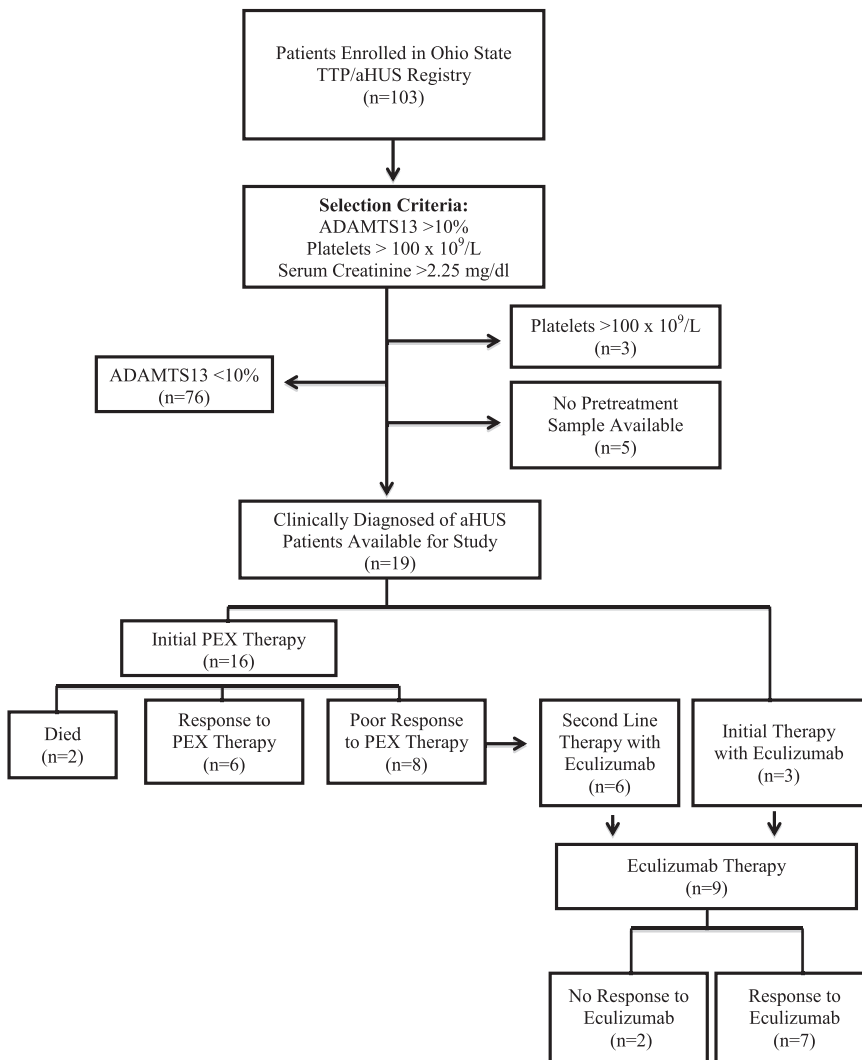 Patients Enrolled in Ohio State
TTP/aHUS Registry
(n=103)
Selection Criteria:
ADAMTS13 >10%
Platelets > 100 x 10⁹/L
Serum Creatinine >2.25 mg/dl
Platelets >100 x 10⁹/L
(n=3)
ADAMTS13 <10%
(n=76)
No Pretreatment
Sample Available
(n=5)
Clinically Diagnosed of aHUS
Patients Available for Study
(n=19)
Initial PEX Therapy
(n=16)
Died
(n=2)
Response to
PEX Therapy
(n=6)
Poor Response
to PEX Therapy
(n=8)
Second Line
Therapy with
Eculizumab
(n=6)
Initial Therapy
with Eculizumab
(n=3)
Eculizumab Therapy
(n=9)
No Response to
Eculizumab
(n=2)
Response to
Eculizumab
(n=7)